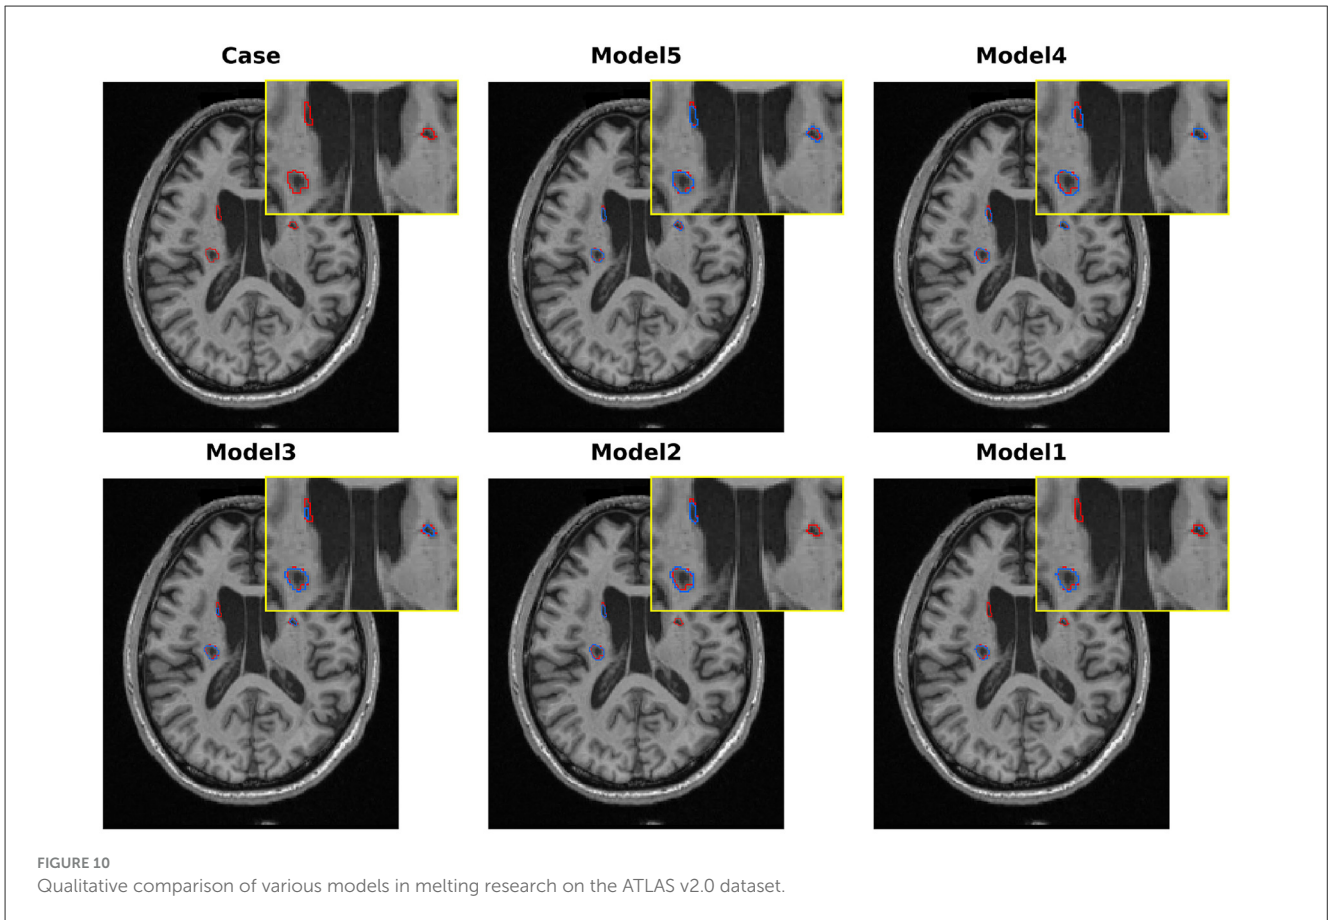 Case
Model5
Model4
Model3
Model2
Model1
FIGURE 10
Qualitative comparison of various models in melting research on the ATLAS v2.0 dataset.